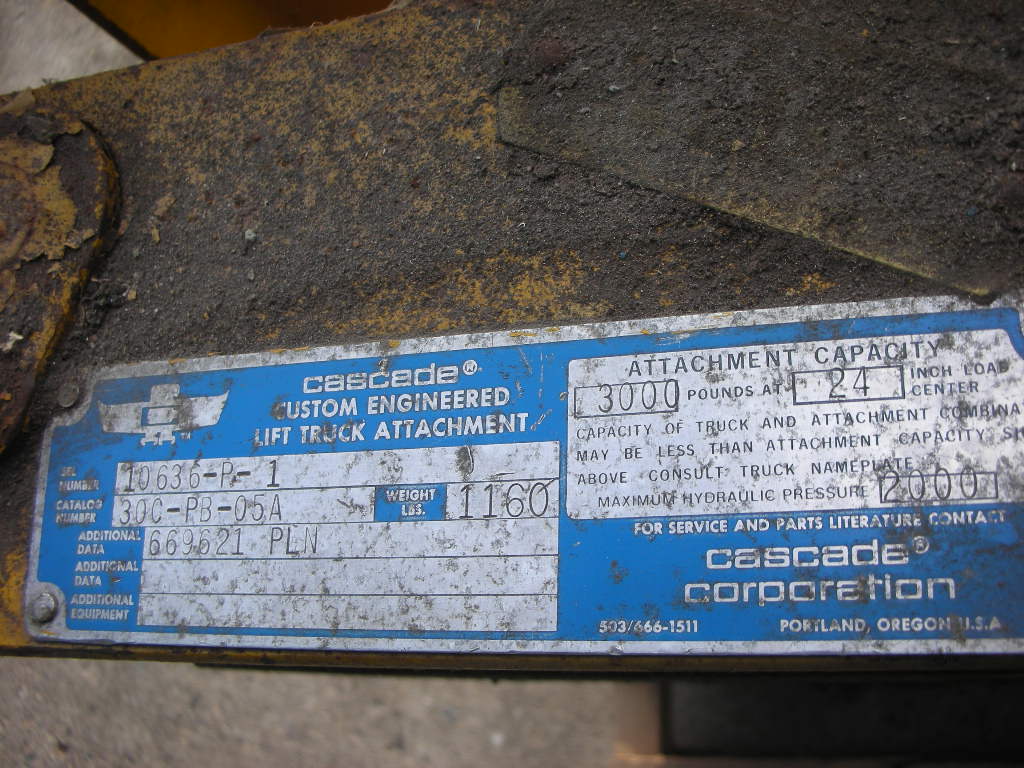 cascade®
CUSTOM ENGINEERED
LIFT TRUCK ATTACHMENT
NUMBER 10636-P-1
CATALOG NUMBER 30C-PB-05A WEIGHT LBS. 1160
ADDITIONAL DATA 669621 PLN
ADDITIONAL DATA
ADDITIONAL EQUIPMENT
ATTACHMENT CAPACITY
3000 POUNDS AT 24 INCH LOAD CENTER
CAPACITY OF TRUCK AND ATTACHMENT COMBINA
MAY BE LESS THAN ATTACHMENT CAPACITY
ABOVE CONSULT TRUCK NAMEPLATE
MAXIMUM HYDRAULIC PRESSURE 2000
FOR SERVICE AND PARTS LITERATURE CONTACT
cascade®
corporation
503/666-1511 PORTLAND, OREGON U.S.A